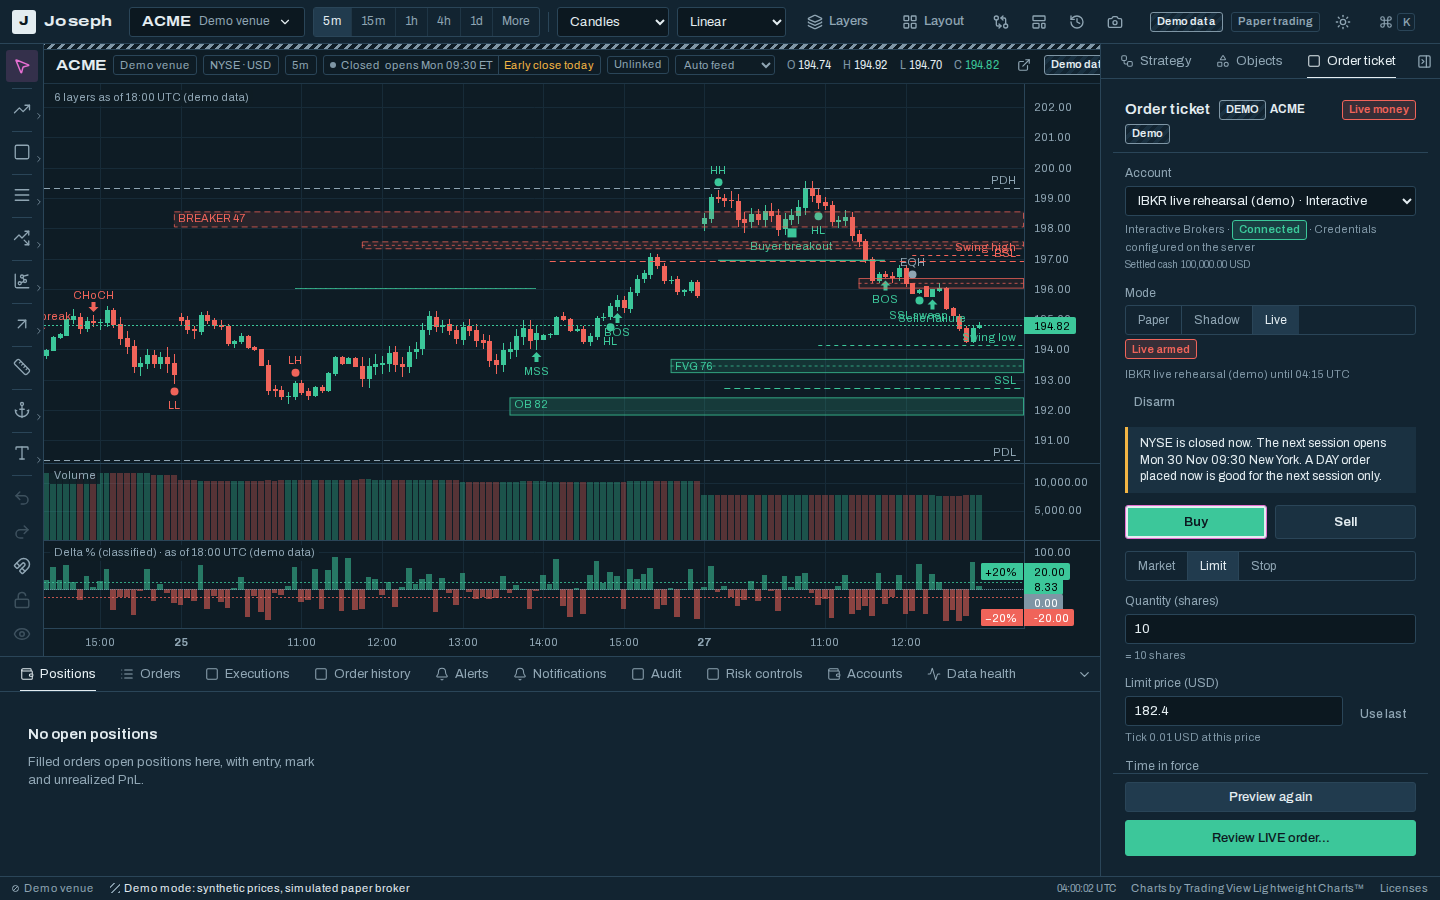 J Joseph ACME Demo venue 5m 15m 1h 4h 1d More Candles Linear Layers Layout Demo data Paper trading ⌘ K
ACME Demo venue NYSE·USD 5m Closed opens Mon 09:30 ET Early close today Unlinked Auto feed O 194.74 H 194.92 L 194.70 C 194.82 Demo dat
6 layers as of 18:00 UTC (demo data)
202.00
201.00
HH
200.00
PDH
199.00
BREAKER 47
198.00
HL
Buyer breakout
Swing high
BSL
197.00
EQH
196.00
CHoCH
BOS
break
SSL sweep
Seller failure
195.00
194.82
BOS
HL
Swing low
194.00
LH
MSS
FVG 76
193.00
SSL
LL
OB 82
192.00
191.00
PDL
Volume
10,000.00
5,000.00
Delta % (classified) · as of 18:00 UTC (demo data)
100.00
+20% 20.00
8.33
0.00
−20% -20.00
15:00 25 11:00 12:00 13:00 14:00 15:00 27 11:00 12:00
Positions Orders Executions Order history Alerts Notifications Audit Risk controls Accounts Data health
No open positions
Filled orders open positions here, with entry, mark
and unrealized PnL.
Strategy Objects Order ticket
Order ticket DEMO ACME Live money
Demo
Account
IBKR live rehearsal (demo) · Interactive
Interactive Brokers · Connected · Credentials
configured on the server
Settled cash 100,000.00 USD
Mode
Paper Shadow Live
Live armed
IBKR live rehearsal (demo) until 04:15 UTC
Disarm
NYSE is closed now. The next session opens
Mon 30 Nov 09:30 New York. A DAY order
placed now is good for the next session only.
Buy Sell
Market Limit Stop
Quantity (shares)
10
= 10 shares
Limit price (USD)
182.4 Use last
Tick 0.01 USD at this price
Time in force
Preview again
Review LIVE order...
Demo venue Demo mode: synthetic prices, simulated paper broker 04:00:02 UTC Charts by TradingView Lightweight Charts™ Licenses